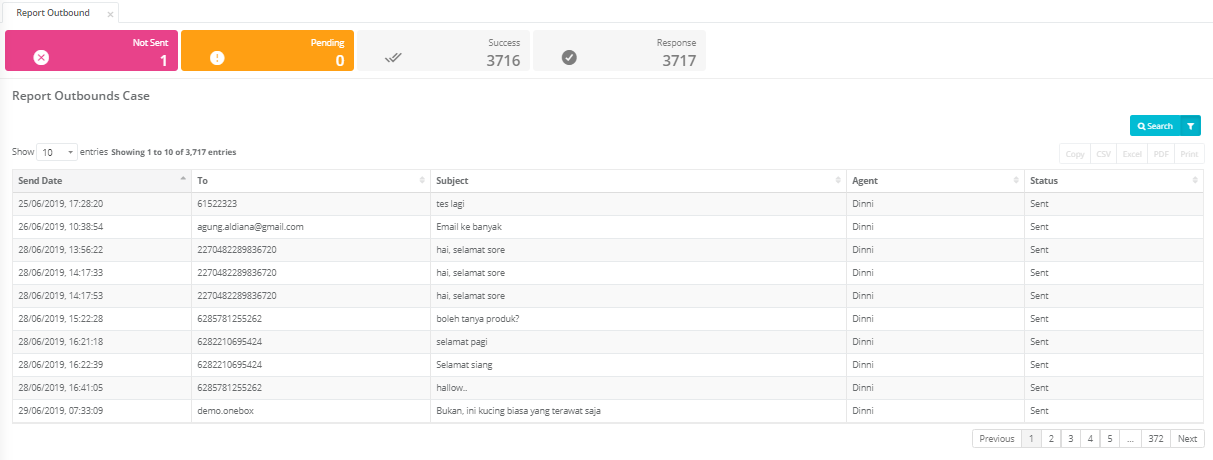 Report Outbound ×
Not Sent Pending Success Response
1 0 3716 3717
Report Outbounds Case
Search
Show 10 entries Showing 1 to 10 of 3,717 entries Copy CSV Excel PDF Print
Send Date To Subject Agent Status
25/06/2019, 17:28:20 61522323 tes lagi Dinni Sent
26/06/2019, 10:38:54 agung.aldiana@gmail.com Email ke banyak Dinni Sent
28/06/2019, 13:56:22 2270482289836720 hai, selamat sore Dinni Sent
28/06/2019, 14:17:33 2270482289836720 hai, selamat sore Dinni Sent
28/06/2019, 14:17:53 2270482289836720 hai, selamat sore Dinni Sent
28/06/2019, 15:22:28 6285781255262 boleh tanya produk? Dinni Sent
28/06/2019, 16:21:18 6282210695424 selamat pagi Dinni Sent
28/06/2019, 16:22:39 6282210695424 Selamat siang Dinni Sent
28/06/2019, 16:41:05 6285781255262 hallow.. Dinni Sent
29/06/2019, 07:33:09 demo.onebox Bukan, ini kucing biasa yang terawat saja Dinni Sent
Previous 1 2 3 4 5 ... 372 Next